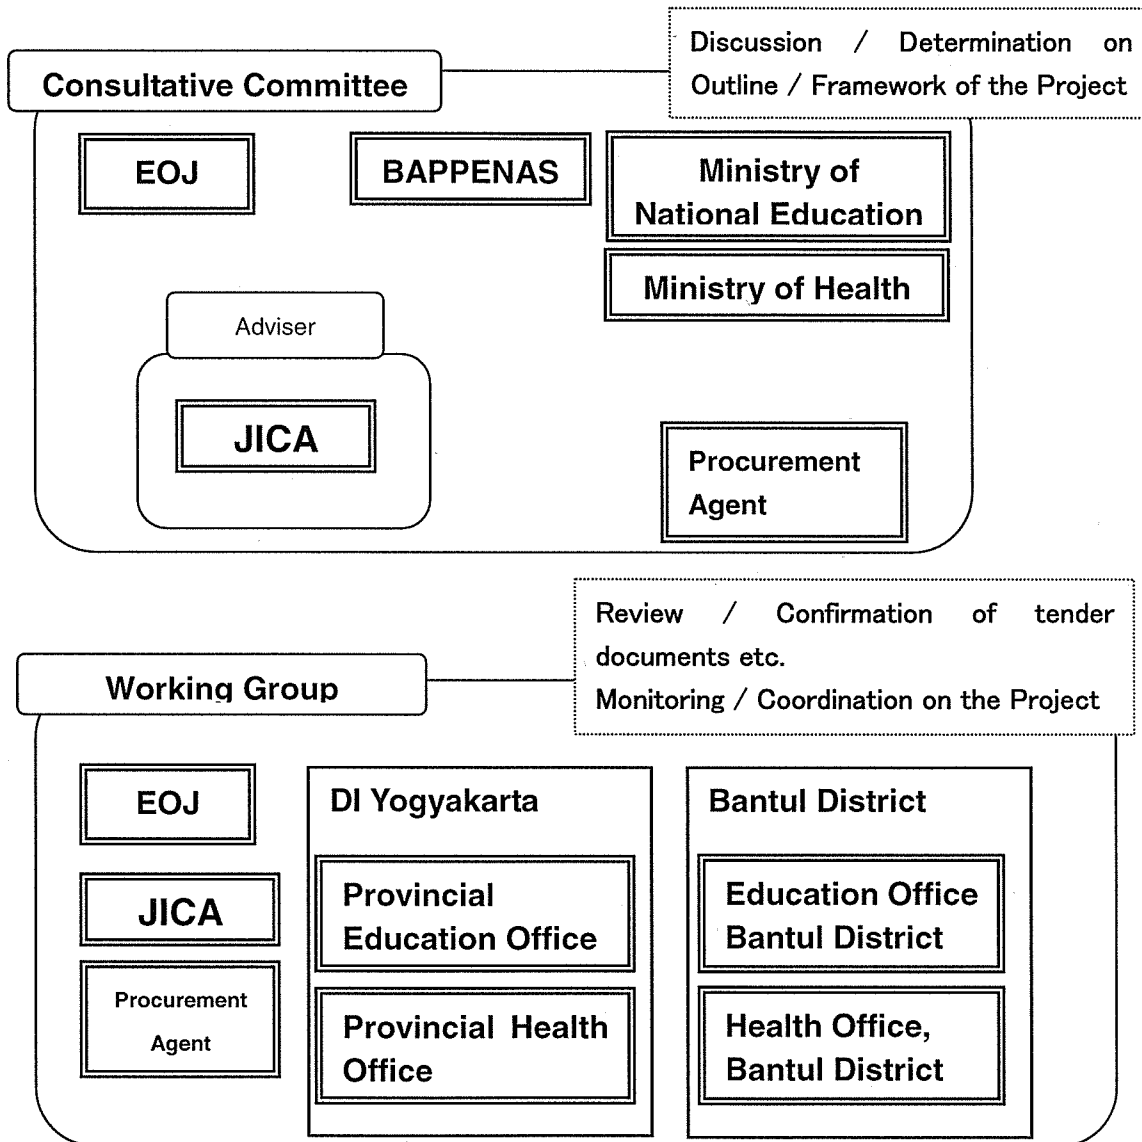 Discussion / Determination on
Outline / Framework of the Project
Consultative Committee
EOJ
BAPPENAS
Ministry of
National Education
Ministry of Health
Adviser
JICA
Procurement
Agent
Review / Confirmation of tender
documents etc.
Monitoring / Coordination on the Project
Working Group
EOJ
JICA
Procurement
Agent
DI Yogyakarta
Provincial
Education Office
Provincial Health
Office
Bantul District
Education Office
Bantul District
Health Office,
Bantul District